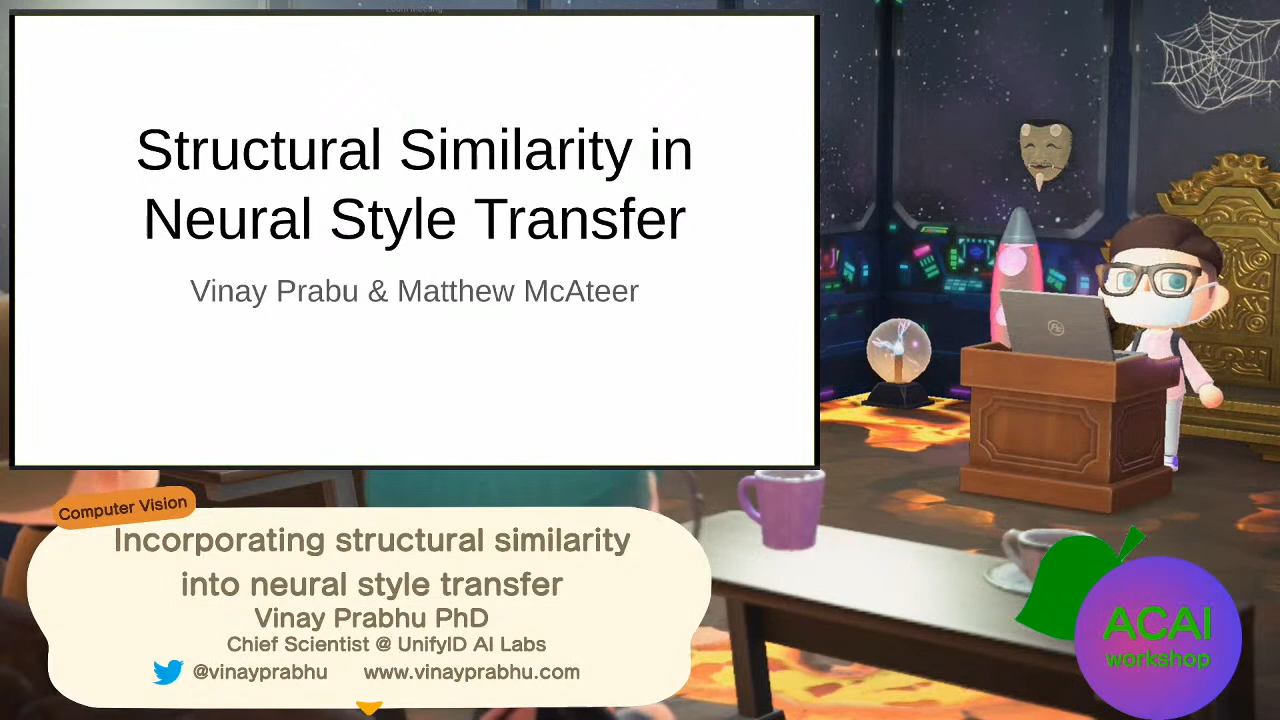 Structural Similarity in
Neural Style Transfer
Vinay Prabu & Matthew McAteer
Computer Vision
Incorporating structural similarity
into neural style transfer
Vinay Prabhu PhD
Chief Scientist @ UnifyID AI Labs
@vinayprabhu www.vinayprabhu.com
ACAI
workshop